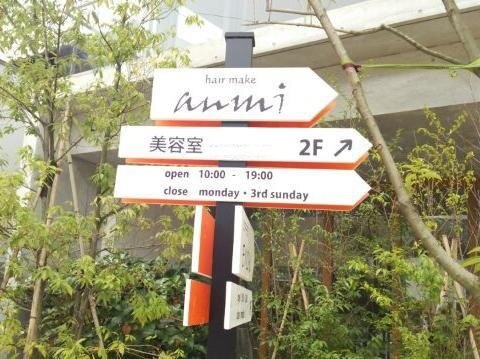 hair make
anmi
美容室 2F ↗
open 10:00 - 19:00
close monday・3rd sunday